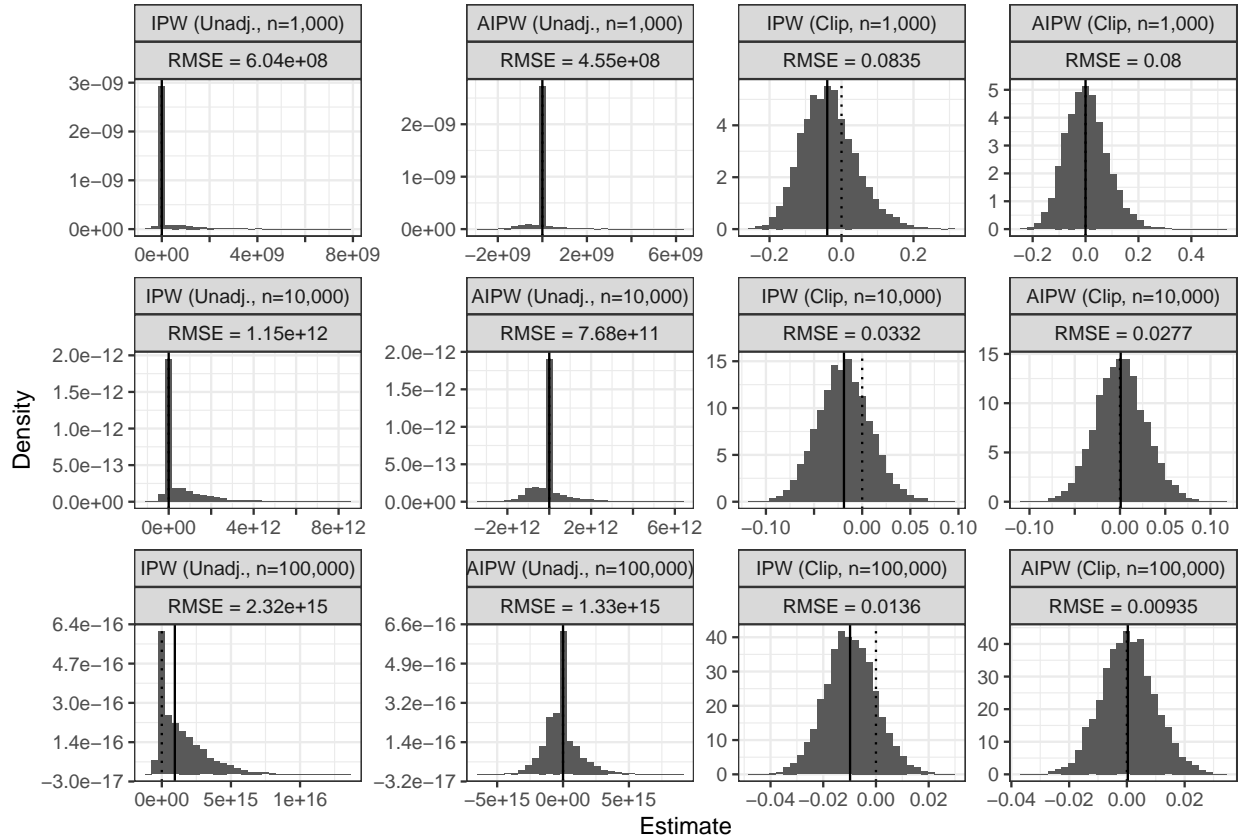 IPW (Unadj., n=1,000)
RMSE = 6.04e+08
3e−09
2e−09
1e−09
0e+00
0e+00 4e+09 8e+09
AIPW (Unadj., n=1,000)
RMSE = 4.55e+08
2e−09
1e−09
0e+00
−2e+09 2e+09 6e+09
IPW (Clip, n=1,000)
RMSE = 0.0835
4
2
0
−0.2 0.0 0.2
AIPW (Clip, n=1,000)
RMSE = 0.08
5
4
3
2
1
0
−0.2 0.0 0.2 0.4
IPW (Unadj., n=10,000)
RMSE = 1.15e+12
2.0e−12
1.5e−12
1.0e−12
5.0e−13
0.0e+00
0e+00 4e+12 8e+12
AIPW (Unadj., n=10,000)
RMSE = 7.68e+11
2.0e−12
1.5e−12
1.0e−12
5.0e−13
0.0e+00
−2e+12 2e+12 6e+12
IPW (Clip, n=10,000)
RMSE = 0.0332
15
10
5
0
−0.10 −0.05 0.00 0.05 0.10
AIPW (Clip, n=10,000)
RMSE = 0.0277
15
10
5
0
−0.10 −0.05 0.00 0.05 0.10
IPW (Unadj., n=100,000)
RMSE = 2.32e+15
6.4e−16
4.7e−16
3.0e−16
1.4e−16
−3.0e−17
0e+00 5e+15 1e+16
AIPW (Unadj., n=100,000)
RMSE = 1.33e+15
6.6e−16
4.9e−16
3.2e−16
1.4e−16
−3.2e−17
−5e+15 0e+00 5e+15
IPW (Clip, n=100,000)
RMSE = 0.0136
40
30
20
10
0
−0.04 −0.02 0.00 0.02
AIPW (Clip, n=100,000)
RMSE = 0.00935
40
30
20
10
0
−0.04 −0.02 0.00 0.02
Density
Estimate